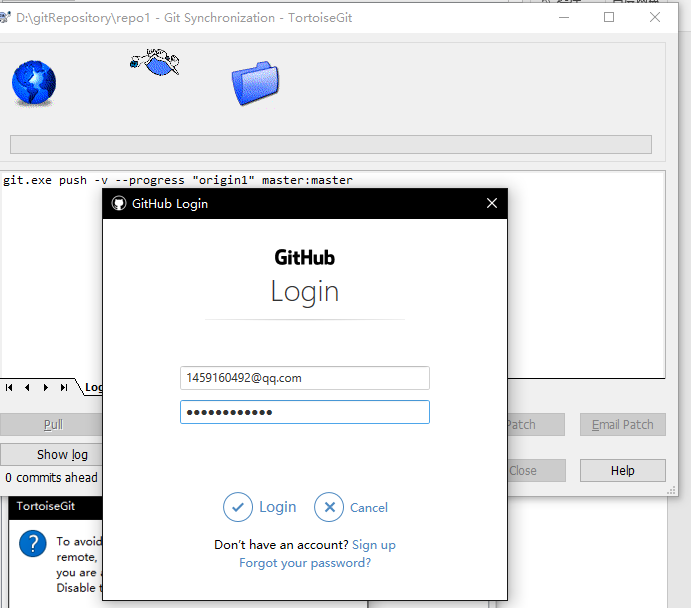 D:\gitRepository\repo1 - Git Synchronization - TortoiseGit
git.exe push -v --progress "origin1" master:master
GitHub Login
GitHub
Login
1459160492@qq.com
●●●●●●●●●●●●
Log
Pull
Patch
Email Patch
Show log
Close
Help
0 commits ahead
Login
Cancel
Don't have an account? Sign up
Forgot your password?
TortoiseGit
To avoid
remote,
you are
Disable